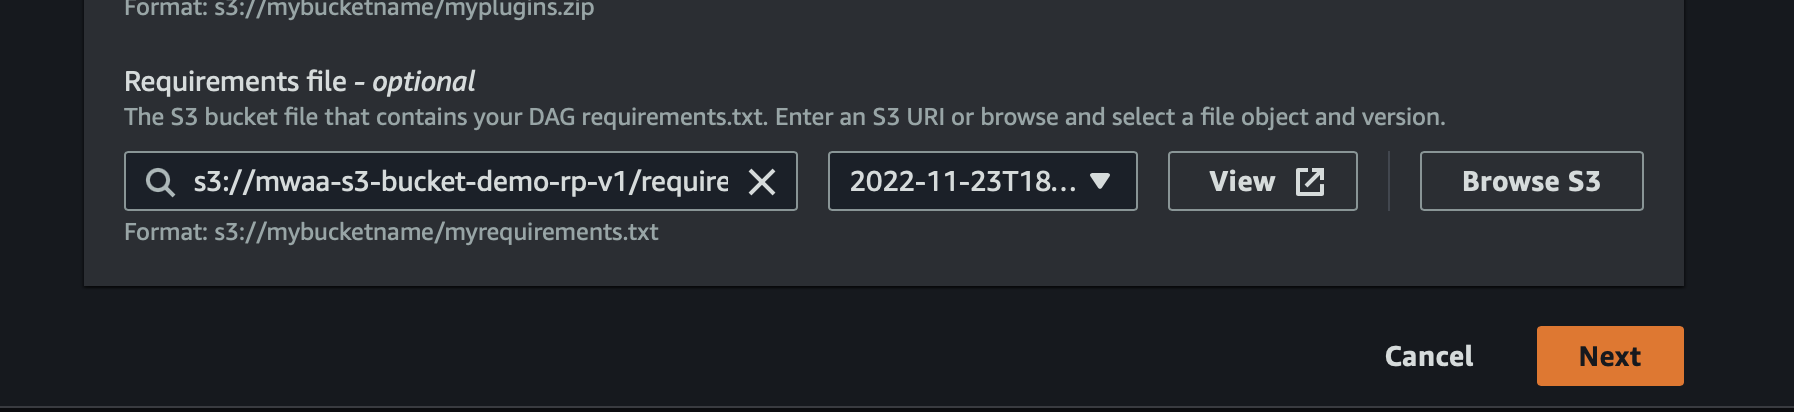 Format: s3://mybucketname/myplugins.zip
Requirements file - optional
The S3 bucket file that contains your DAG requirements.txt. Enter an S3 URI or browse and select a file object and version.
s3://mwaa-s3-bucket-demo-rp-v1/require 2022-11-23T18... View Browse S3
Format: s3://mybucketname/myrequirements.txt
Cancel Next